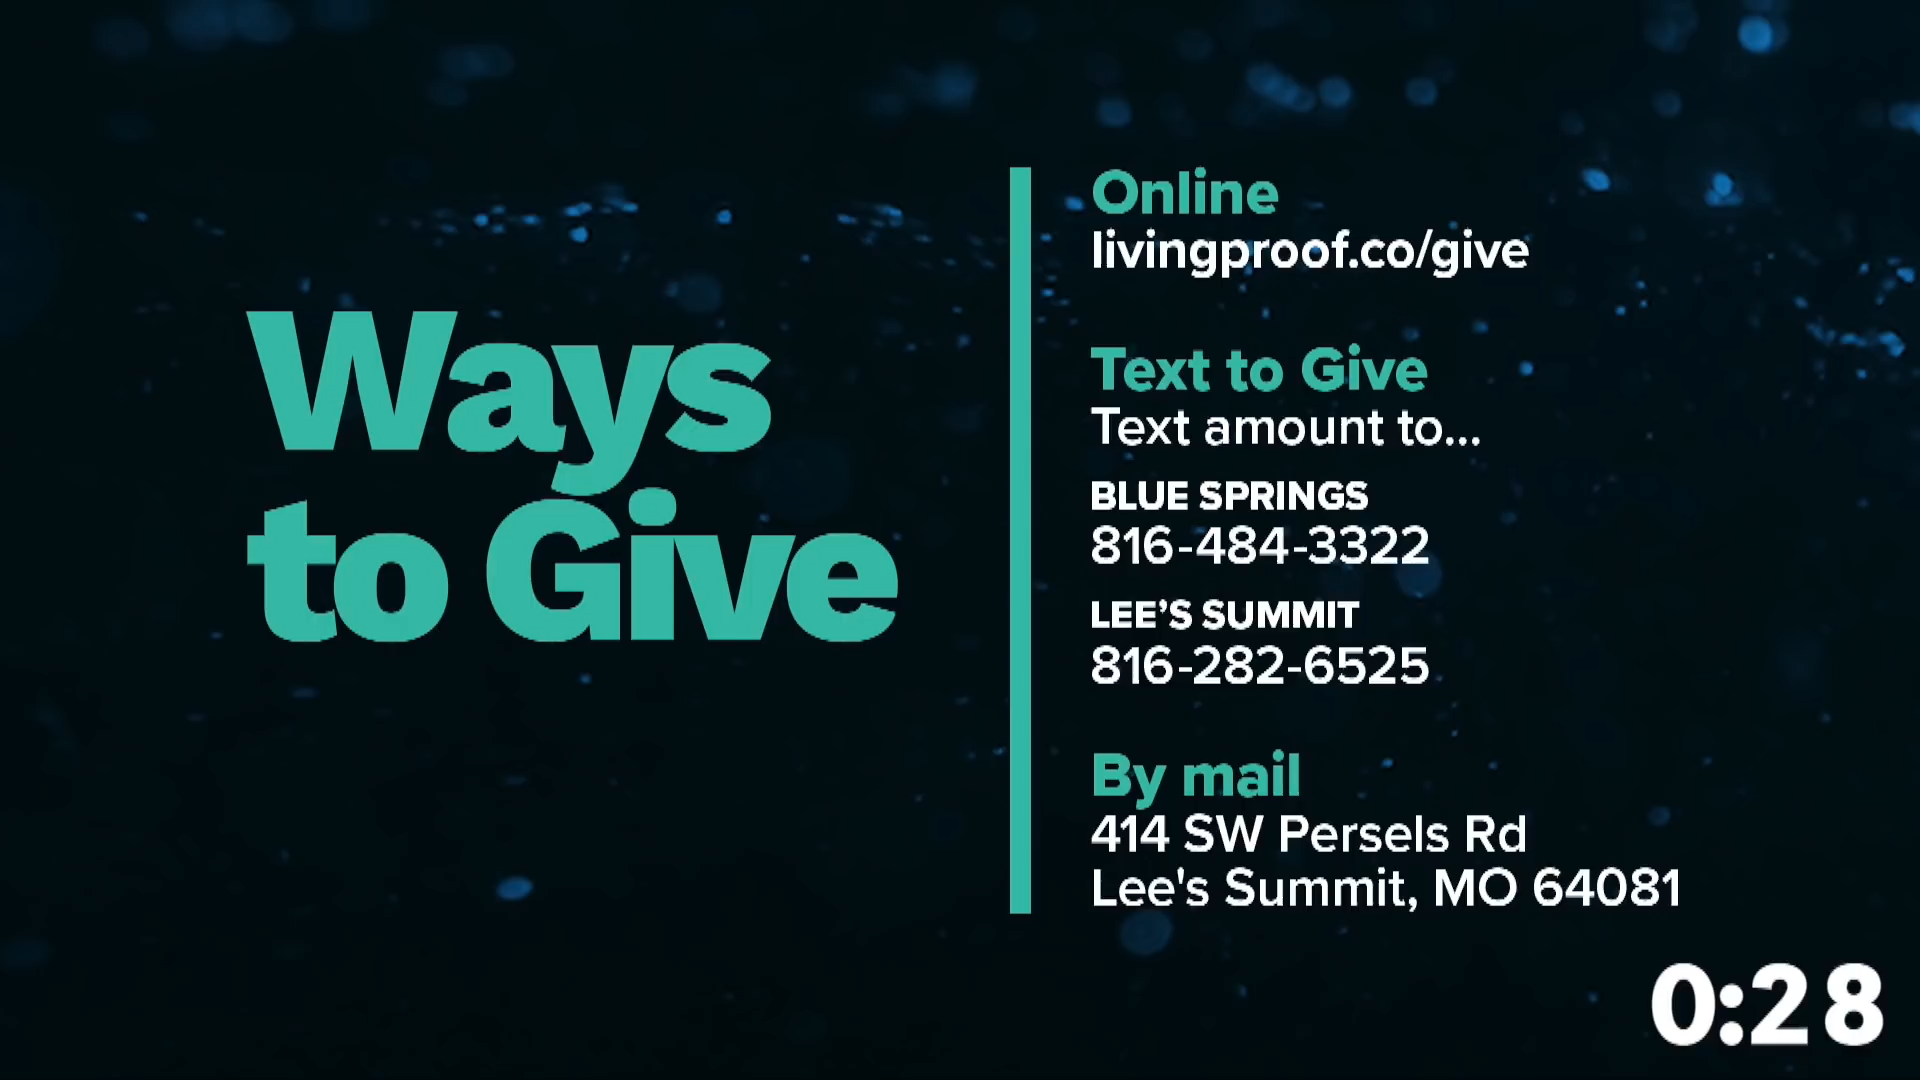 Ways
to Give
Online
livingproof.co/give
Text to Give
Text amount to...
BLUE SPRINGS
816-484-3322
LEE’S SUMMIT
816-282-6525
By mail
414 SW Persels Rd
Lee's Summit, MO 64081
0:28